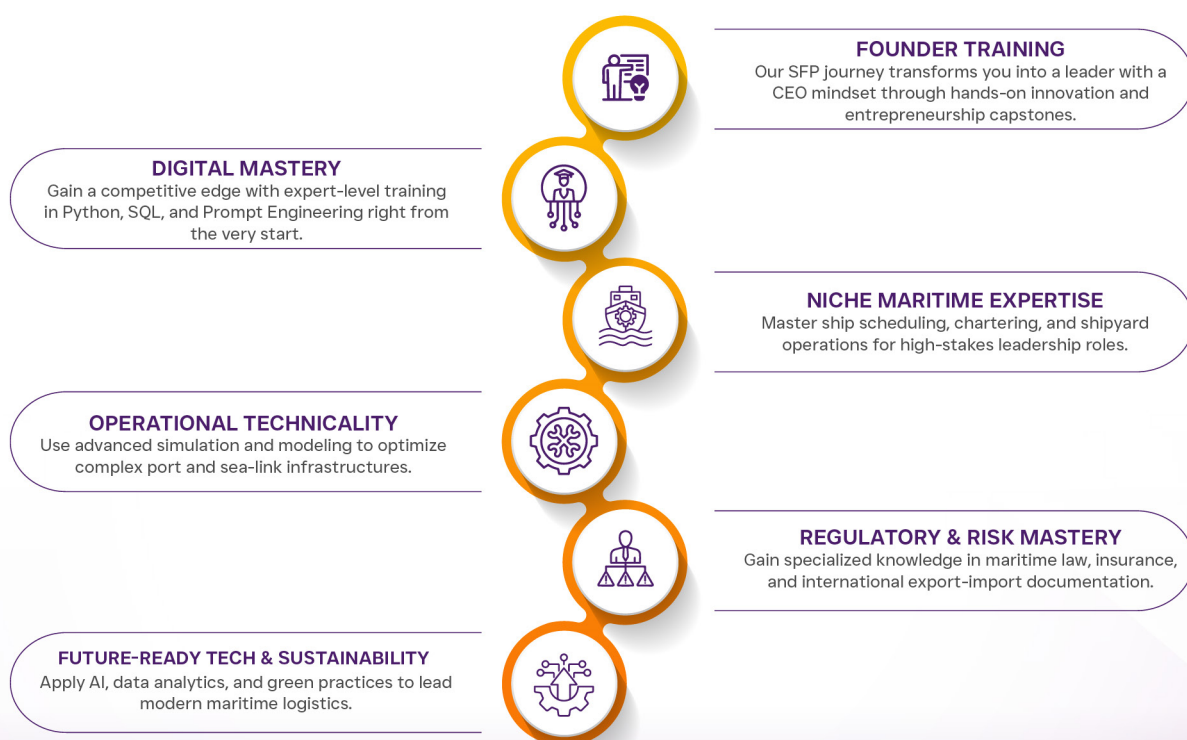 FOUNDER TRAINING
Our SFP journey transforms you into a leader with a
CEO mindset through hands-on innovation and
entrepreneurship capstones.
DIGITAL MASTERY
Gain a competitive edge with expert-level training
in Python, SQL, and Prompt Engineering right from
the very start.
NICHE MARITIME EXPERTISE
Master ship scheduling, chartering, and shipyard
operations for high-stakes leadership roles.
OPERATIONAL TECHNICALITY
Use advanced simulation and modeling to optimize
complex port and sea-link infrastructures.
REGULATORY & RISK MASTERY
Gain specialized knowledge in maritime law, insurance,
and international export-import documentation.
FUTURE-READY TECH & SUSTAINABILITY
Apply AI, data analytics, and green practices to lead
modern maritime logistics.